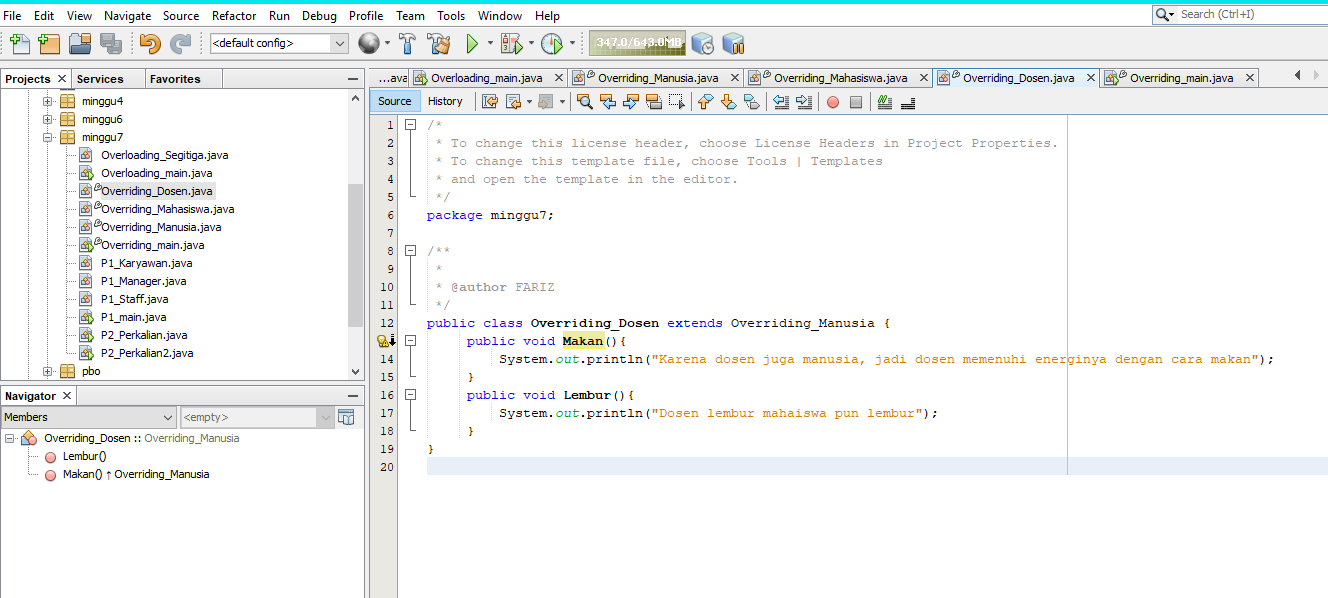 File Edit View Navigate Source Refactor Run Debug Profile Team Tools Window Help
Search (Ctrl+I)
<default config>
347.0/643.0MB
Projects Services Favorites
minggu4
minggu6
minggu7
Overloading_Segitiga.java
Overloading_main.java
Overriding_Dosen.java
Overriding_Mahasiswa.java
Overriding_Manusia.java
Overriding_main.java
P1_Karyawan.java
P1_Manager.java
P1_Staff.java
P1_main.java
P2_Perkalian.java
P2_Perkalian2.java
pbo
Navigator
Members
<empty>
Overriding_Dosen :: Overriding_Manusia
Lembur()
Makan() ↑ Overriding_Manusia
...ava Overloading_main.java Overriding_Manusia.java Overriding_Mahasiswa.java Overriding_Dosen.java Overriding_main.java
Source History
1 /*
2 * To change this license header, choose License Headers in Project Properties.
3 * To change this template file, choose Tools | Templates
4 * and open the template in the editor.
5 */
6 package minggu7;
7
8 /**
9 *
10 * @author FARIZ
11 */
12 public class Overriding_Dosen extends Overriding_Manusia {
public void Makan(){
14 System.out.println("Karena dosen juga manusia, jadi dosen memenuhi energinya dengan cara makan");
15 }
16 public void Lembur(){
17 System.out.println("Dosen lembur mahaiswa pun lembur");
18 }
19 }
20